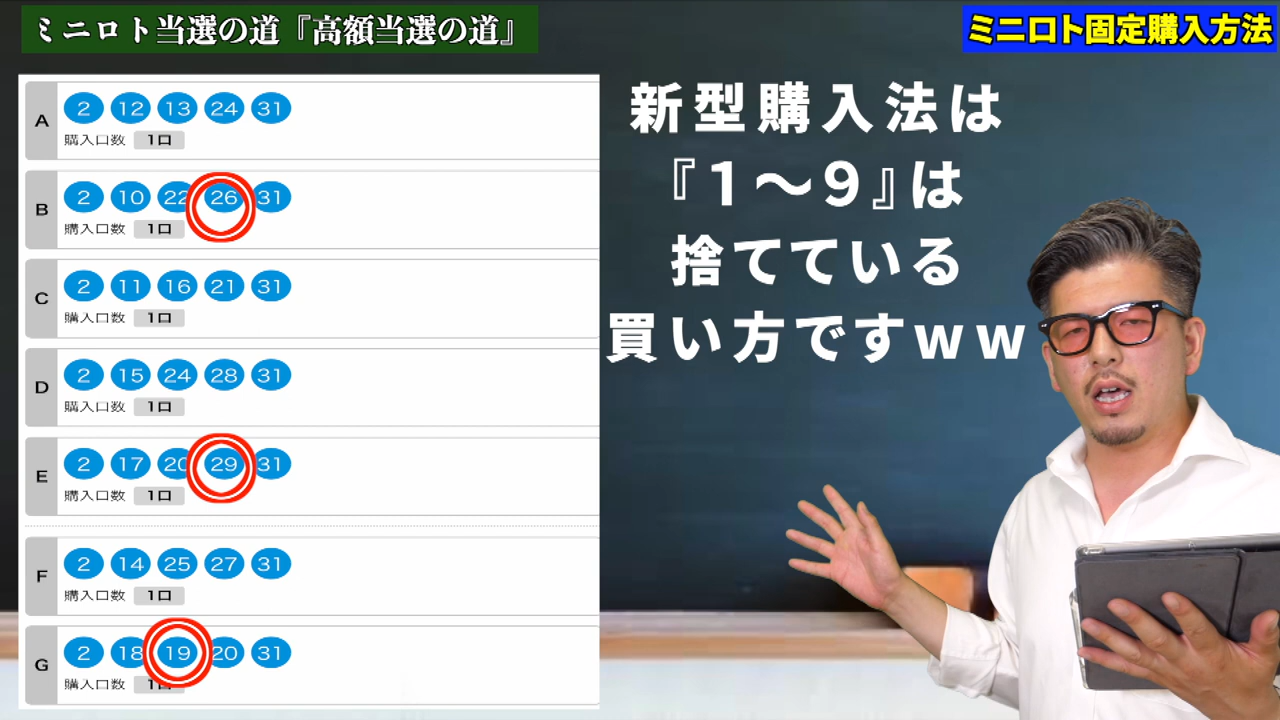 ミニロト当選の道『高額当選の道』
ミニロト固定購入方法
A
2 12 13 24 31
購入口数 1口
B
2 10 22 26 31
購入口数 1口
C
2 11 16 21 31
購入口数 1口
D
2 15 24 28 31
購入口数 1口
E
2 17 20 29 31
購入口数 1口
F
2 14 25 27 31
購入口数 1口
G
2 18 19 20 31
購入口数 1口
新型購入法は
『1～9』は
捨てている
買い方ですｗｗ